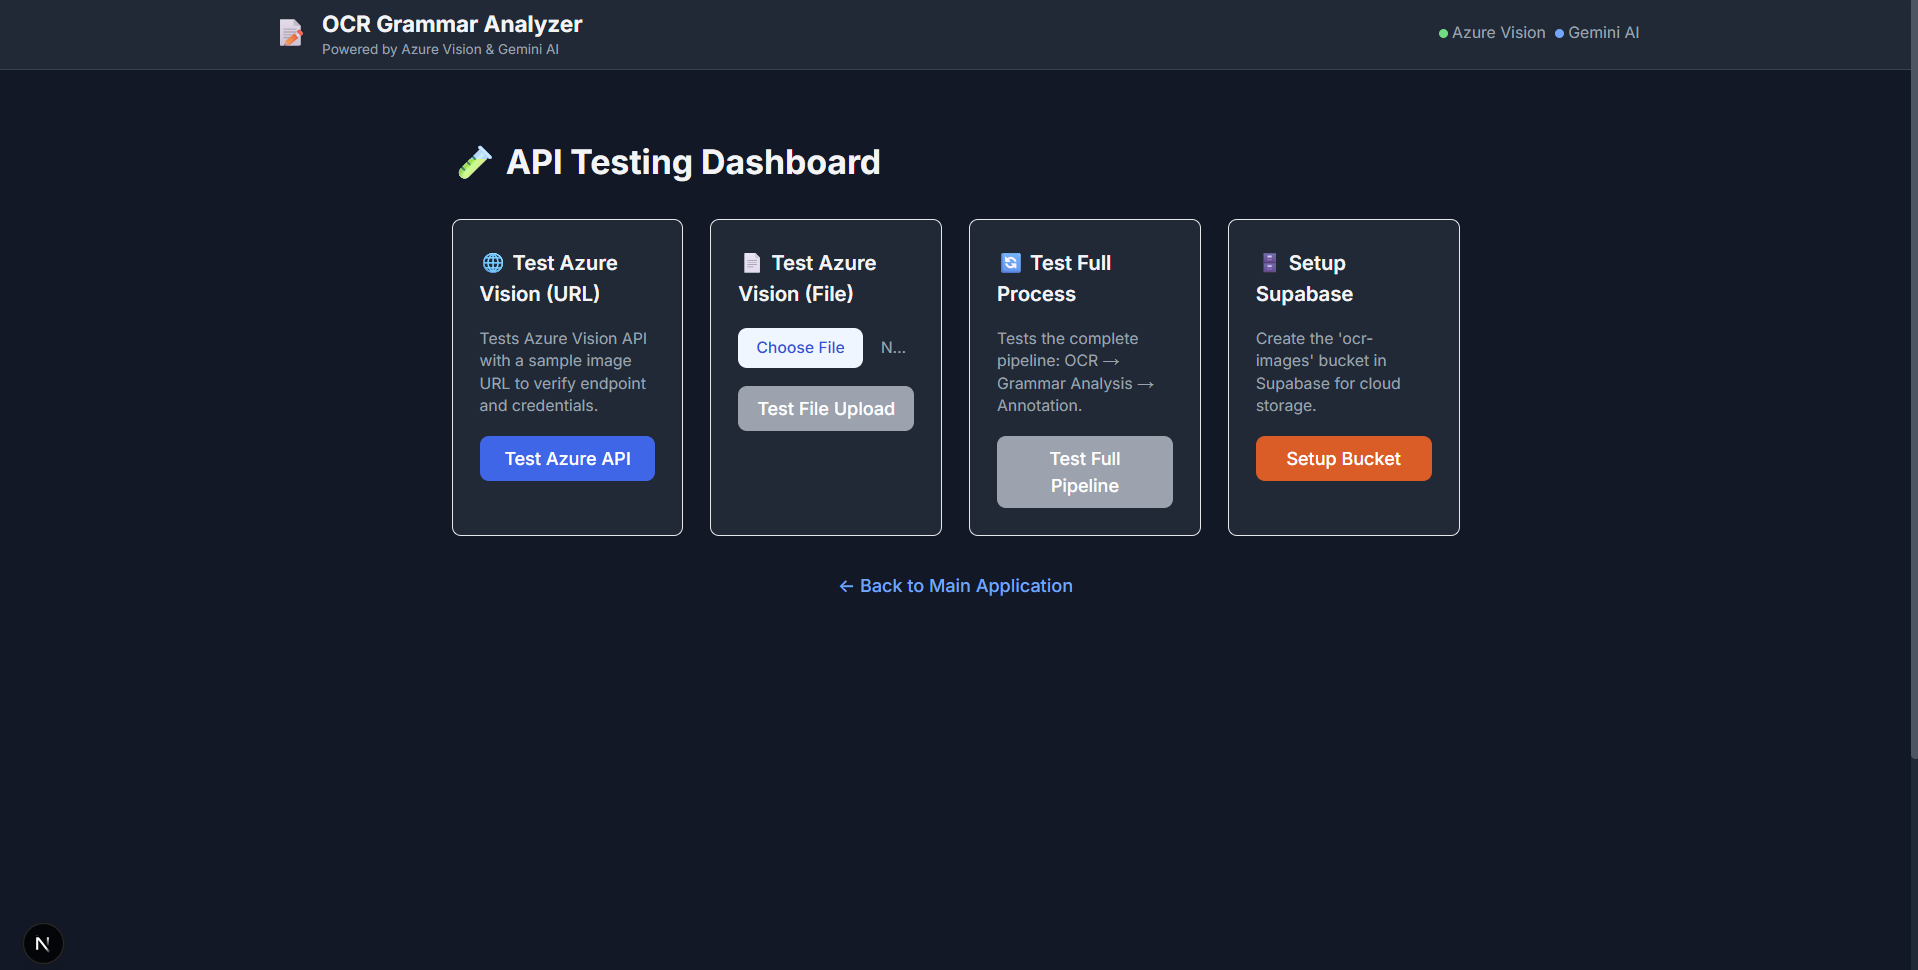 OCR Grammar Analyzer
Powered by Azure Vision & Gemini AI
Azure Vision
Gemini AI
API Testing Dashboard
Test Azure
Vision (URL)
Tests Azure Vision API
with a sample image
URL to verify endpoint
and credentials.
Test Azure API
Test Azure
Vision (File)
Choose File
N...
Test File Upload
Test Full
Process
Tests the complete
pipeline: OCR →
Grammar Analysis →
Annotation.
Test Full
Pipeline
Setup
Supabase
Create the 'ocr-
images' bucket in
Supabase for cloud
storage.
Setup Bucket
← Back to Main Application
N